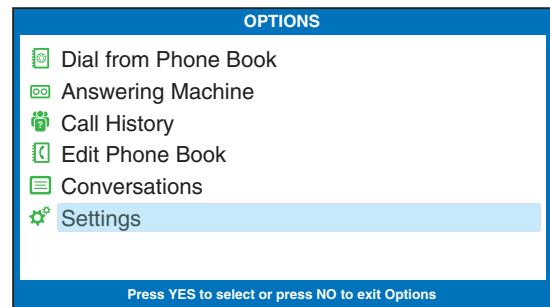 OPTIONS
Dial from Phone Book
Answering Machine
Call History
Edit Phone Book
Conversations
Settings
Press YES to select or press NO to exit Options